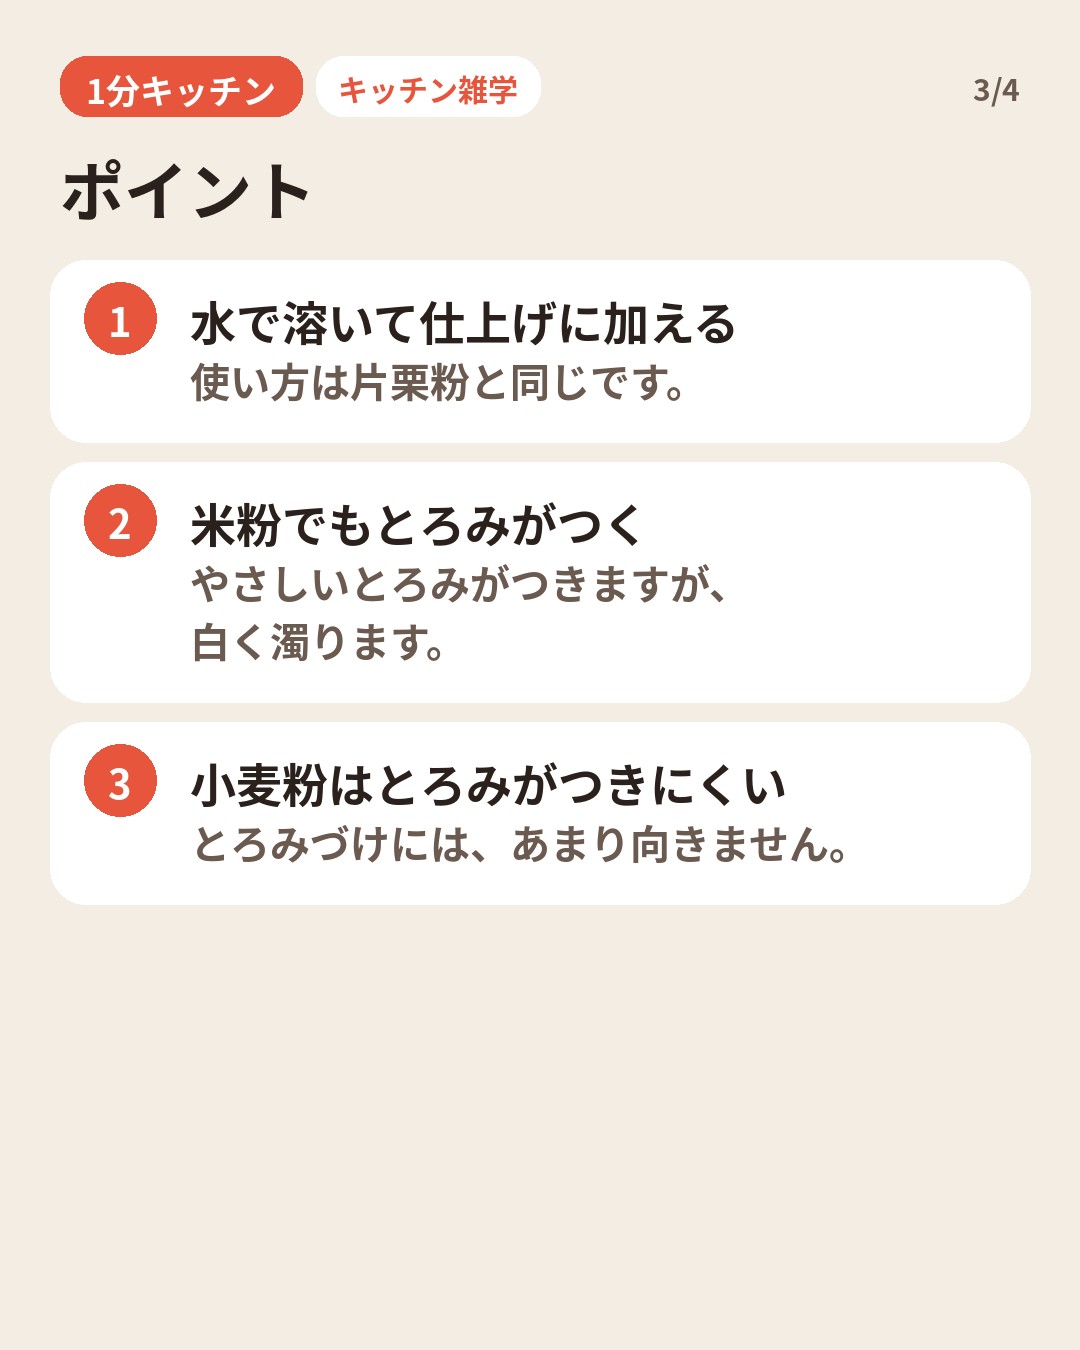 1分キッチン キッチン雑学 3/4
ポイント
1 水で溶いて仕上げに加える
使い方は片栗粉と同じです。
2 米粉でもとろみがつく
やさしいとろみがつきますが、
白く濁ります。
3 小麦粉はとろみがつきにくい
とろみづけには、あまり向きません。